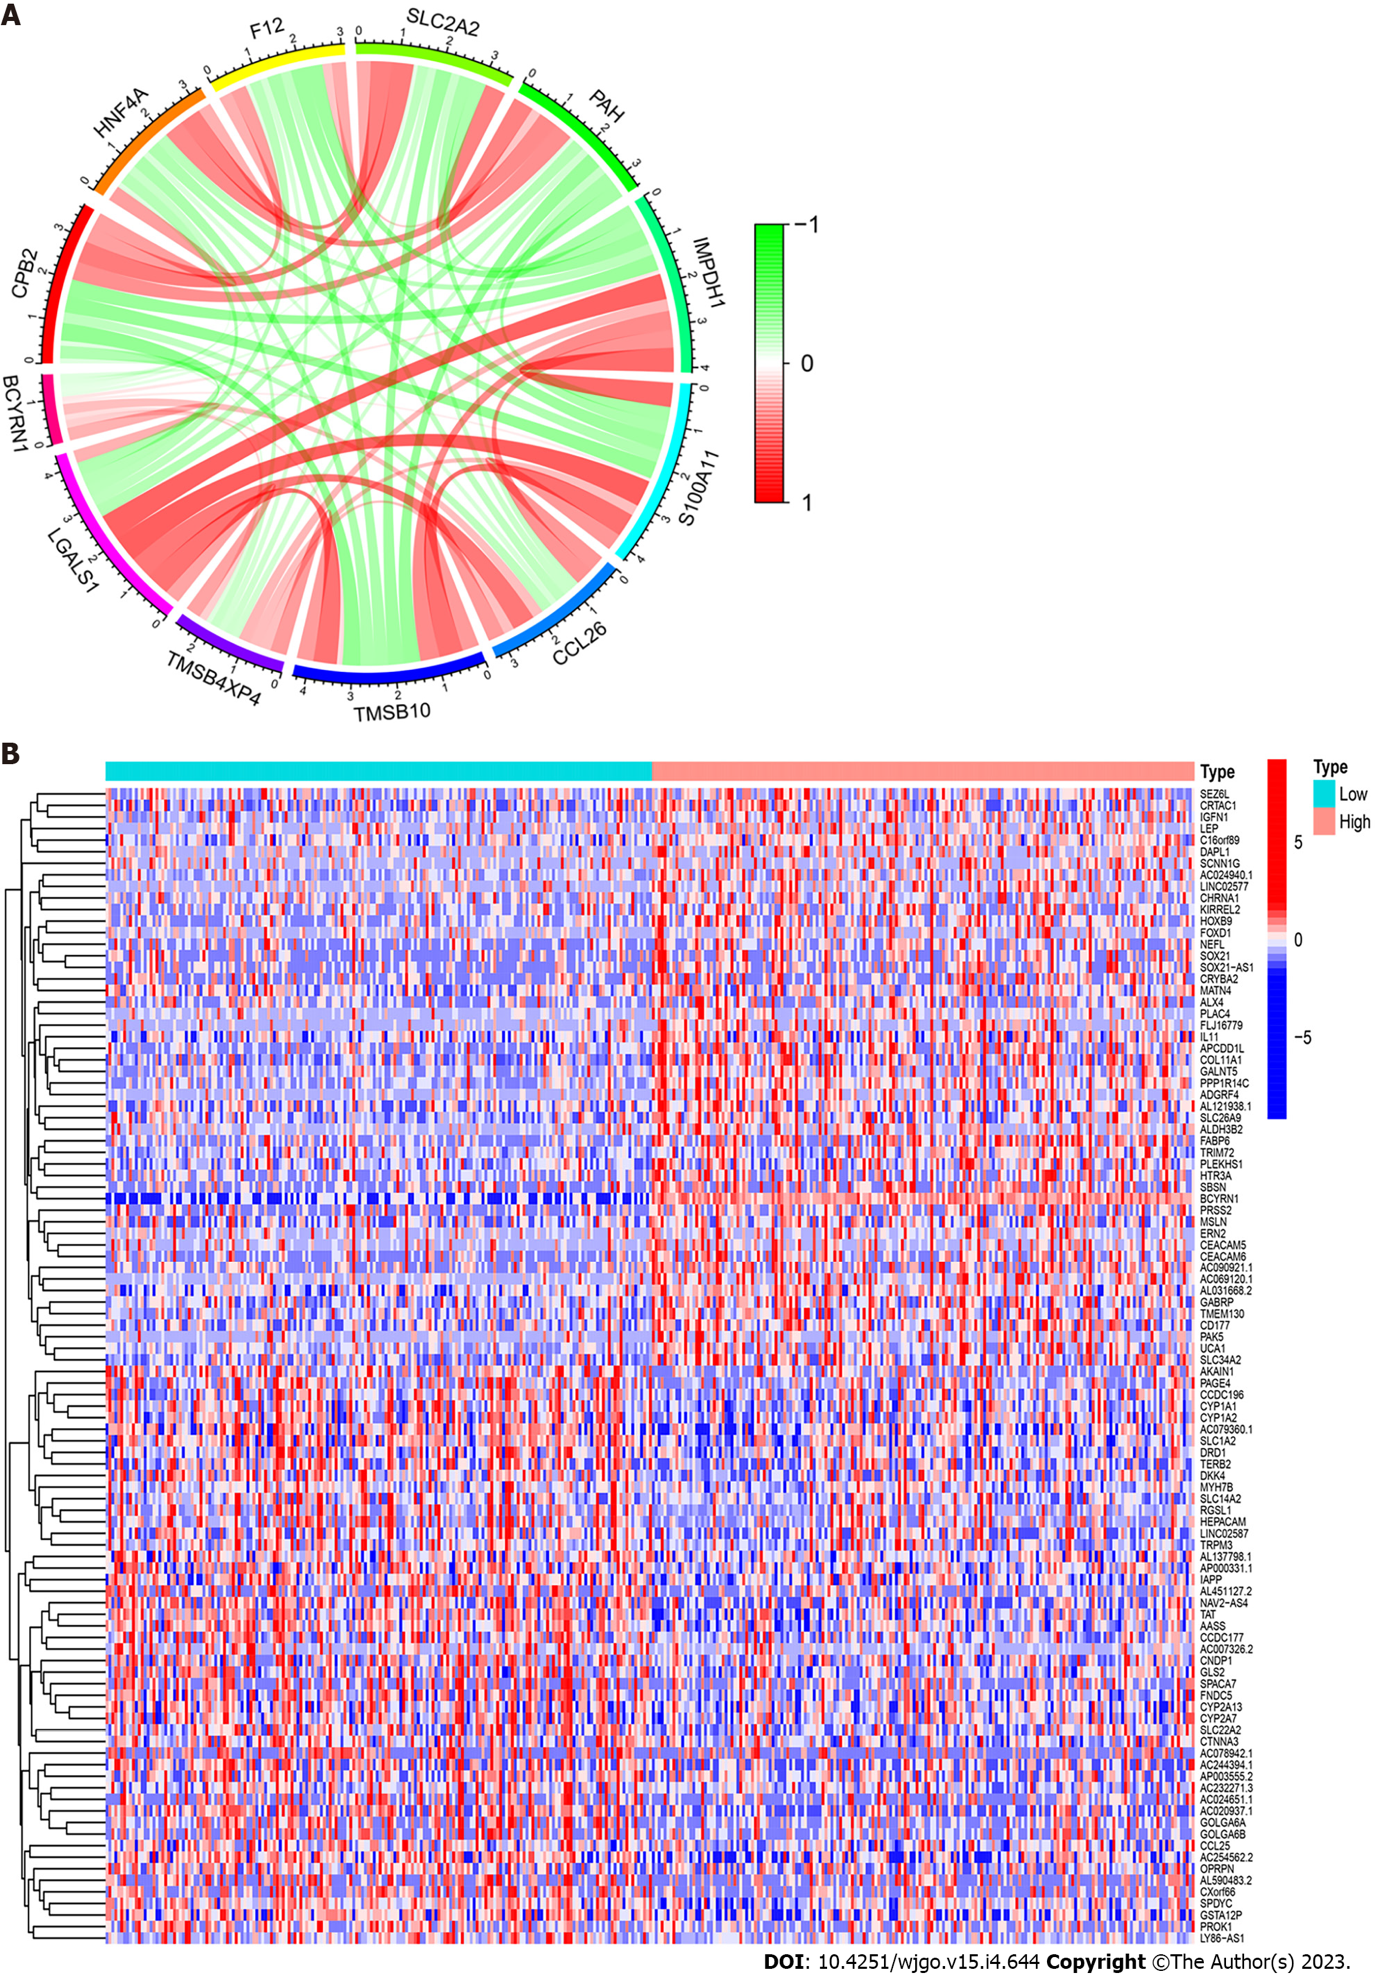 A
F12
SLC2A2
PAH
IMPDH1
S100A11
CCL26
TMSB10
TMSB4XP4
LGALS1
BCYRN1
CPB2
HNF4A
−1
0
1
B
Type
SEZ6L
CRTAC1
IGFN1
LEP
C16orf89
DAPL1
SCNN1G
AC024940.1
LINC02577
CHRNA1
KIRREL2
HOXB9
FOXD1
NEFL
SOX21
SOX21−AS1
CRYBA2
MATN4
ALX4
PLAC4
FLJ16779
IL11
APCDD1L
COL11A1
GALNT5
PPP1R14C
ADGRF4
AL121938.1
SLC26A9
ALDH3B2
FABP6
TRIM72
PLEKHS1
HTR3A
SBSN
BCYRN1
PRSS2
MSLN
ERN2
CEACAM5
CEACAM6
AC090921.1
AC069120.1
AL031668.2
GABRP
TMEM130
CD177
PAK5
UCA1
SLC34A2
AKAIN1
PAGE4
CCDC196
CYP1A1
CYP1A2
AC079360.1
SLC1A2
DRD1
TERB2
DKK4
MYH7B
SLC14A2
RGSL1
HEPACAM
LINC02587
TRPM3
AL137798.1
AP000331.1
IAPP
AL451127.2
NAV2−AS4
TAT
AASS
CCDC177
AC007326.2
CNDP1
GLS2
SPACA7
FNDC5
CYP2A13
CYP2A7
SLC22A2
CTNNA3
AC078942.1
AC244394.1
AP003555.2
AC232271.3
AC024651.1
AC020937.1
GOLGA6A
GOLGA6B
CCL25
AC254562.2
OPRPN
AL590483.2
CXorf66
SPDYC
GSTA12P
PROK1
LY86−AS1
5
0
−5
Type
Low
High
DOI: 10.4251/wjgo.v15.i4.644 Copyright ©The Author(s) 2023.